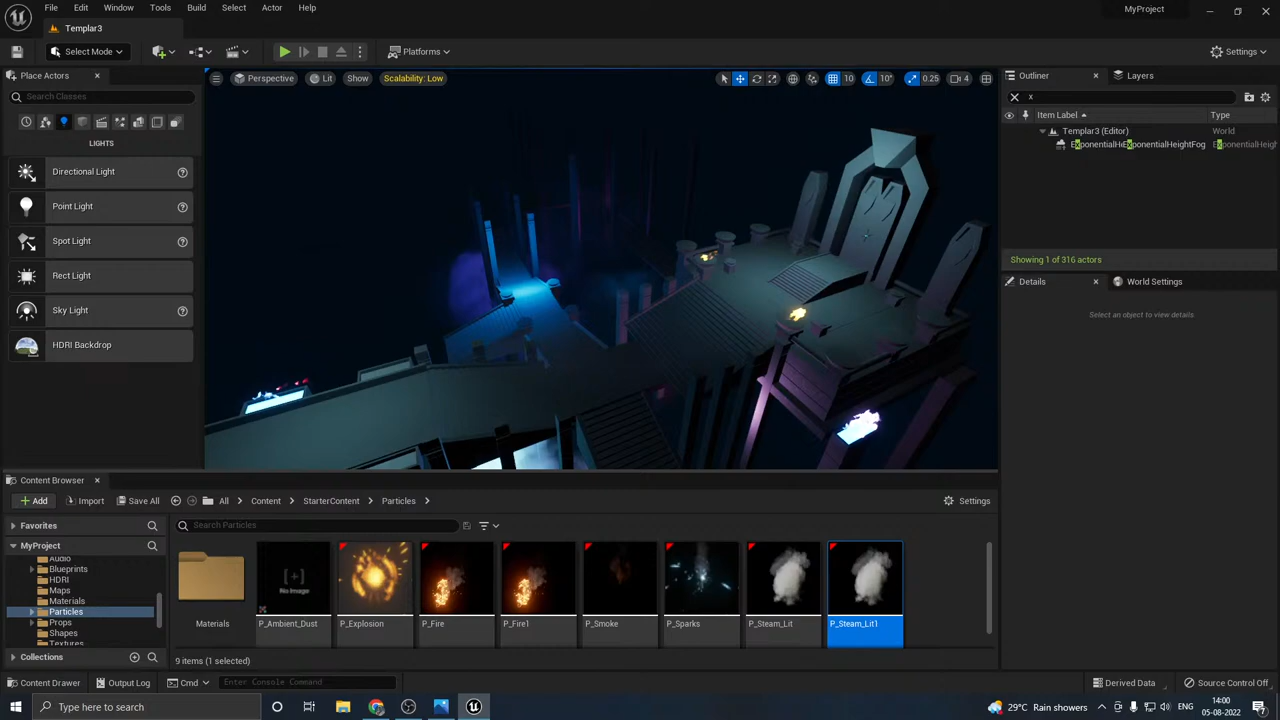 File Edit Window Tools Build Select Actor Help
MyProject
Templar3
Select Mode
Platforms
Settings
Place Actors
Search Classes
LIGHTS
Directional Light
Point Light
Spot Light
Rect Light
Sky Light
HDRI Backdrop
Perspective Lit Show Scalability: Low
10 10° 0.25 4
Outliner Layers
x
Item Label Type
Templar3 (Editor) World
ExponentialHeightFog
Showing 1 of 316 actors
Details World Settings
Select an object to view details
Content Browser
Add Import Save All All Content StarterContent Particles Settings
Favorites
MyProject
Audio
Blueprints
HDRI
Maps
Materials
Particles
Props
Shapes
Textures
Collections
Search Particles
No Image
Materials P_Ambient_Dust P_Explosion P_Fire P_Fire1 P_Smoke P_Sparks P_Steam_Lit P_Steam_Lit1
9 items (1 selected)
Content Drawer Output Log Cmd Enter Console Command Derived Data Source Control Off
Type here to search
29°C Rain showers
ENG
14:00
05-08-2022